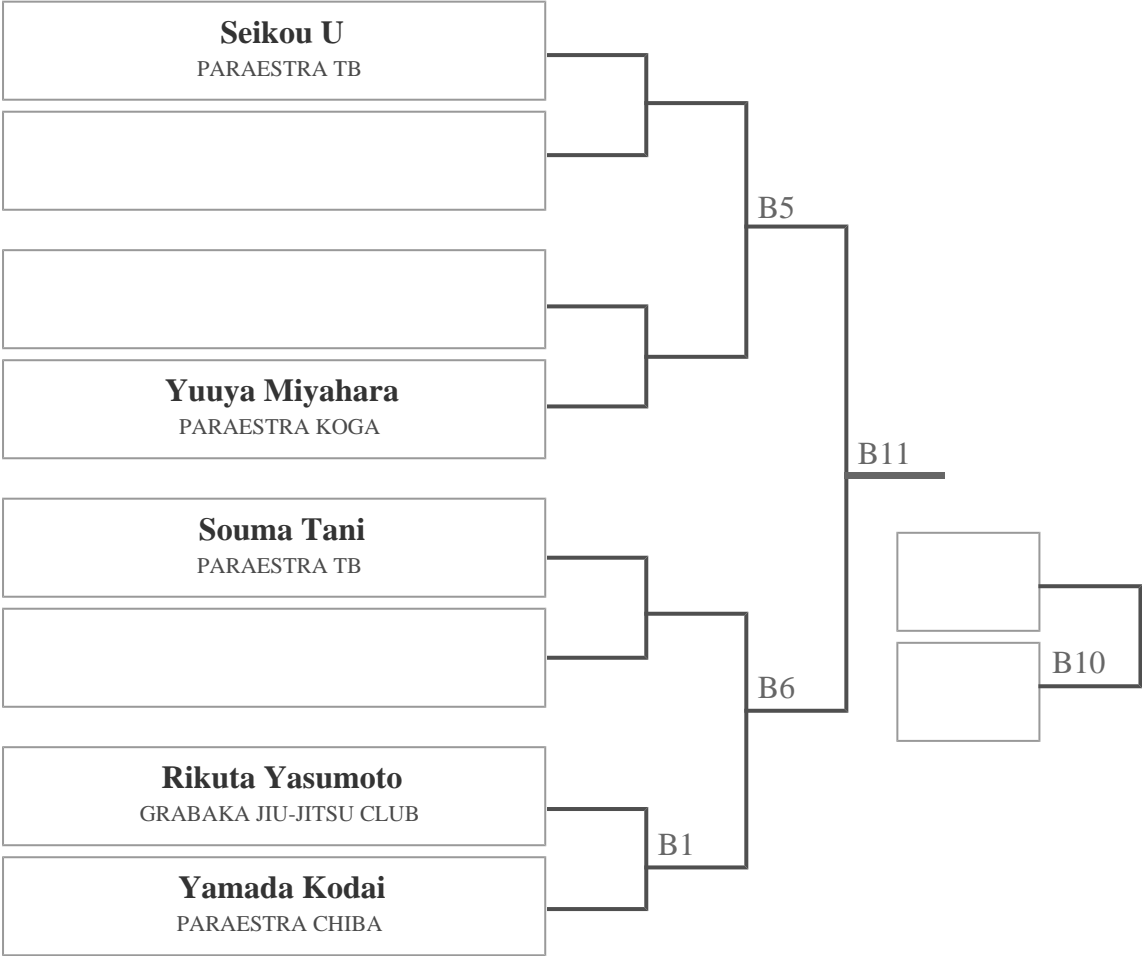 Seikou U
PARAESTRA TB
B5
Yuuya Miyahara
PARAESTRA KOGA
B11
Souma Tani
PARAESTRA TB
B10
B6
Rikuta Yasumoto
GRABAKA JIU-JITSU CLUB
B1
Yamada Kodai
PARAESTRA CHIBA